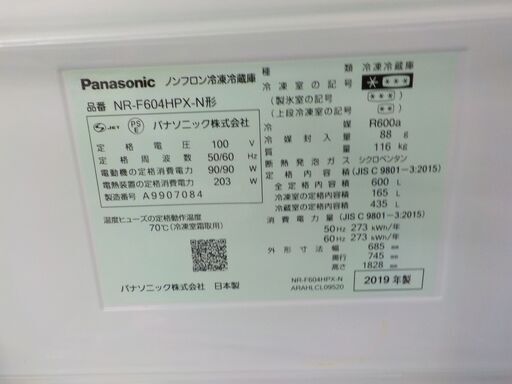 Panasonic ノンフロン冷凍冷蔵庫
品番 NR-F604HPX-N形
JET PSE パナソニック株式会社
定格電圧 100 V
定格周波数 50/60 Hz
電動機の定格消費電力 90/90 W
電熱装置の定格消費電力 203 W
製造番号 A9907084
温度ヒューズの定格動作温度
70℃(冷凍室霜取用)
パナソニック株式会社 日本製
種類 冷凍冷蔵庫
冷凍室の記号
(製氷室の記号
(上段冷凍室の記号
冷媒 R600a
冷媒封入量 88 g
質量 116 kg
断熱発泡ガス シクロペンタン
定格内容積 (JIS C 9801-3:2015)
全定格内容積 600 L
冷凍室の定格内容積 165 L
冷蔵室の定格内容積 435 L
消費電力量 (JIS C 9801-3:2015)
50Hz 273 kWh/年
60Hz 273 kWh/年
外形寸法 幅 685 mm
奥行 745 mm
高さ 1828 mm
NR-F604HPX-N
ARAHLCL09520
2019 年製